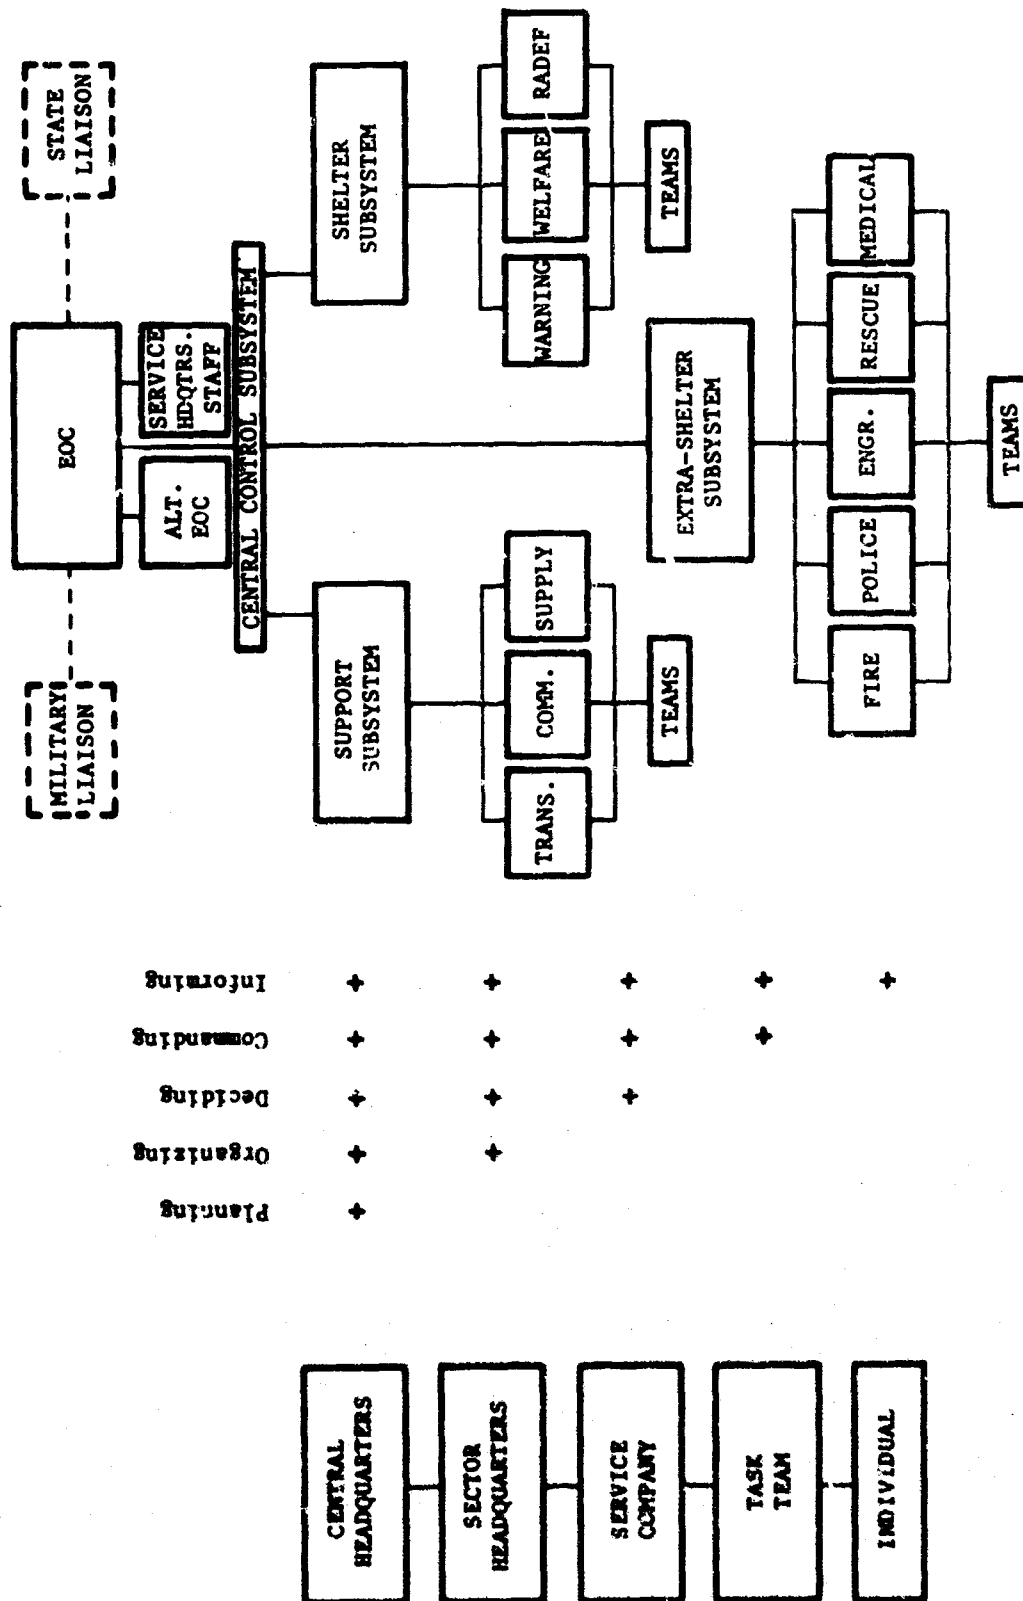 CENTRAL
HEADQUARTERS
SECTOR
HEADQUARTERS
SERVICE
COMPANY
TASK
TEAM
INDIVIDUAL
Planning
Organizing
Deciding
Commanding
Informing
+ + + + +
+ + + +
+ + +
+ +
+
MILITARY
LIAISON
EOC
STATE
LIAISON
ALT.
EOC
SERVICE
HDQTRS.
STAFF
CENTRAL CONTROL SUBSYSTEM
SUPPORT
SUBSYSTEM
SHELTER
SUBSYSTEM
TRANS.
COMM.
SUPPLY
WARNING
WELFARE
RADEF
TEAMS
TEAMS
EXTRA-SHELTER
SUBSYSTEM
FIRE
POLICE
ENGR.
RESCUE
MEDICAL
TEAMS